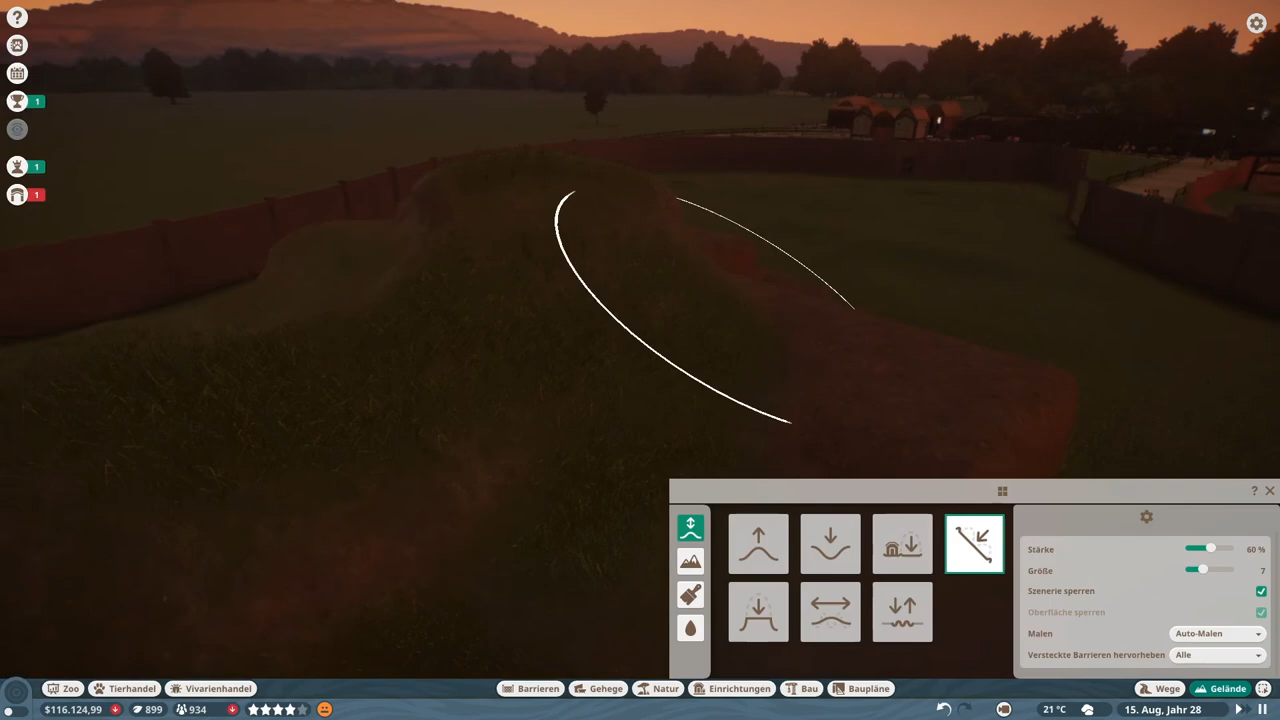 ?
1
1
1
?
Stärke 60 %
Größe 7
Szenerie sperren
Oberfläche sperren
Malen Auto-Malen
Versteckte Barrieren hervorheben Alle
Zoo Tierhandel Vivarienhandel Barrieren Gehege Natur Einrichtungen Bau Baupläne Wege Gelände
$116.124,99 899 934 21 °C 15. Aug, Jahr 28